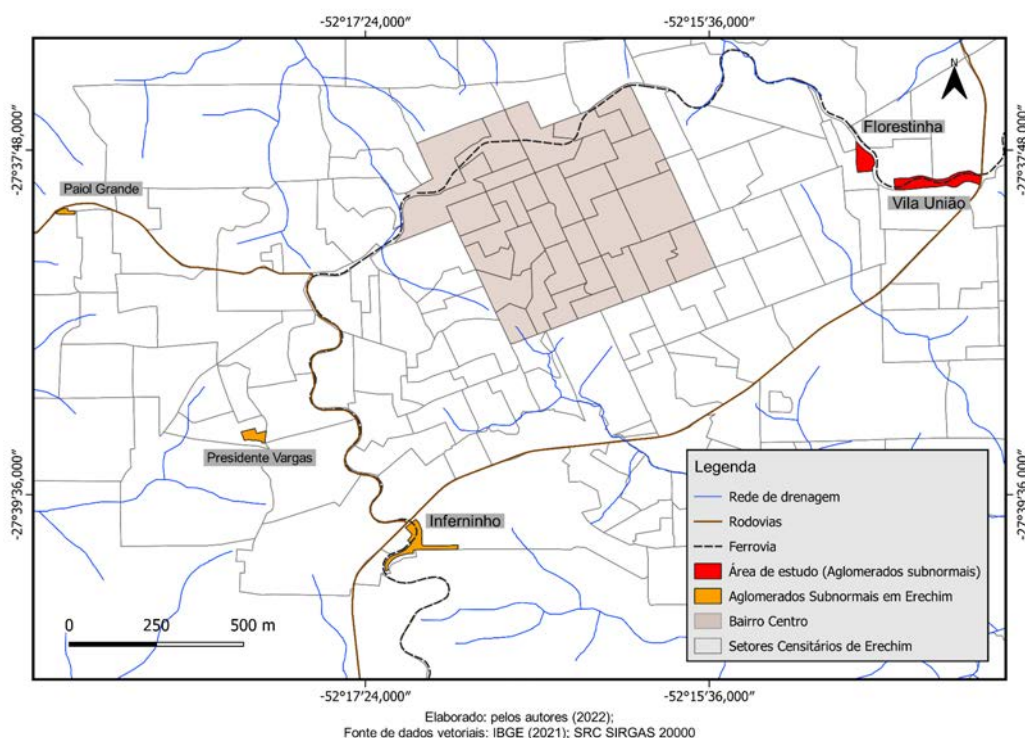 -52°17'24,000″
-52°15'36,000″
N
-27°37'48,000″
-27°37'48,000″
Florestinha
Paiol Grande
Vila União
Presidente Vargas
-27°39'36,000″
-27°39'36,000″
Inferninho
Legenda
Rede de drenagem
Rodovias
Ferrovia
Área de estudo (Aglomerados subnormais)
Aglomerados Subnormais em Erechim
Bairro Centro
Setores Censitários de Erechim
0 250 500 m
-52°17'24,000″
-52°15'36,000″
Elaborado: pelos autores (2022);
Fonte de dados vetoriais: IBGE (2021); SRC SIRGAS 20000